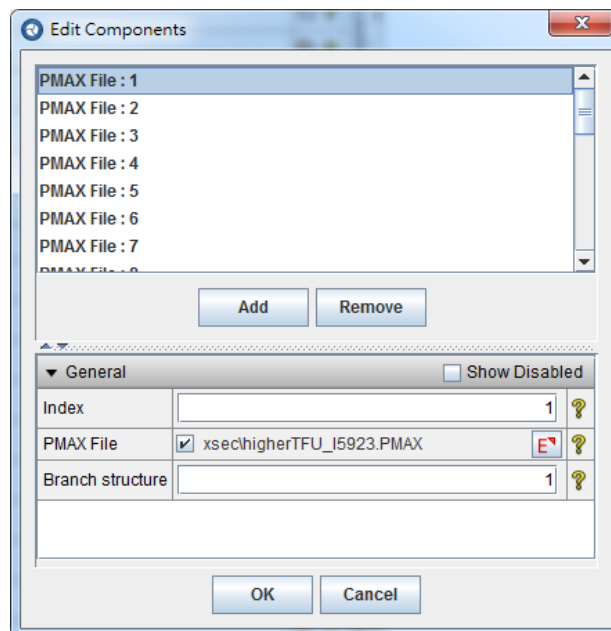 Edit Components
PMAX File : 1
PMAX File : 2
PMAX File : 3
PMAX File : 4
PMAX File : 5
PMAX File : 6
PMAX File : 7
Add Remove
General Show Disabled
Index 1
PMAX File xsec\higherTFU_I5923.PMAX E
Branch structure 1
OK Cancel